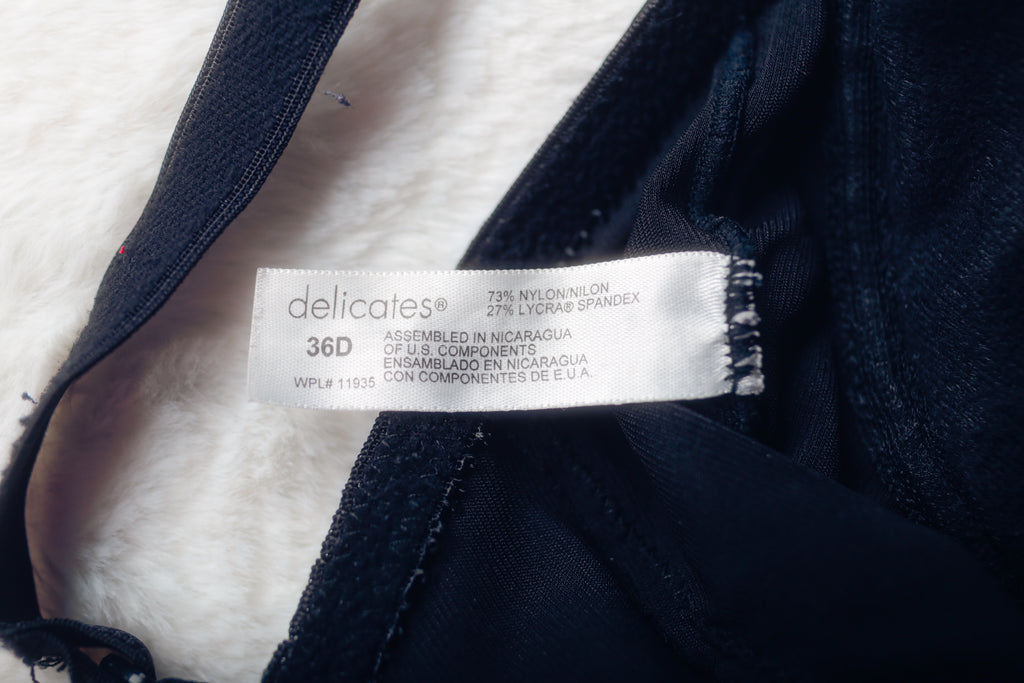 delicates®
73% NYLON/NILON
27% LYCRA® SPANDEX
36D
ASSEMBLED IN NICARAGUA
OF U.S. COMPONENTS
ENSAMBLADO EN NICARAGUA
CON COMPONENTES DE E.U.A.
WPL# 11935